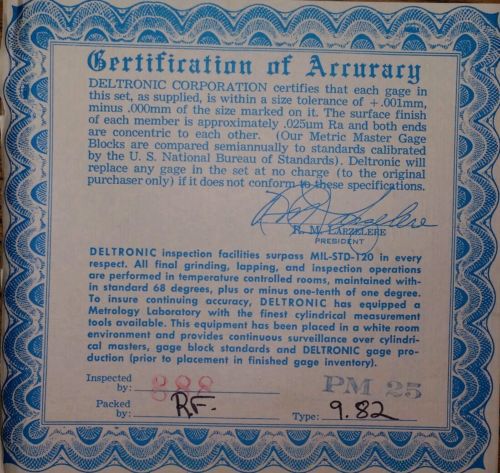 Certification of Accuracy
DELTRONIC CORPORATION certifies that each gage in
this set, as supplied, is within a size tolerance of +.001mm,
minus .000mm of the size marked on it. The surface finish
of each member is approximately .025um Ra and both ends
are concentric to each other. (Our Metric Master Gage
Blocks are compared semiannually to standards calibrated
by the U. S. National Bureau of Standards). Deltronic will
replace any gage in the set at no charge (to the original
purchaser only) if it does not conform to these specifications.
R. M. LARZELERE
PRESIDENT
DELTRONIC inspection facilities surpass MIL-STD-120 in every
respect. All final grinding, lapping, and inspection operations
are performed in temperature controlled rooms, maintained with-
in standard 68 degrees, plus or minus one-tenth of one degree.
To insure continuing accuracy, DELTRONIC has equipped a
Metrology Laboratory with the finest cylindrical measurement
tools available. This equipment has been placed in a white room
environment and provides continuous surveillance over cylindri-
cal masters, gage block standards and DELTRONIC gage pro-
duction (prior to placement in finished gage inventory).
Inspected by: 888 PM 25
Packed by: RF. Type: 9.82